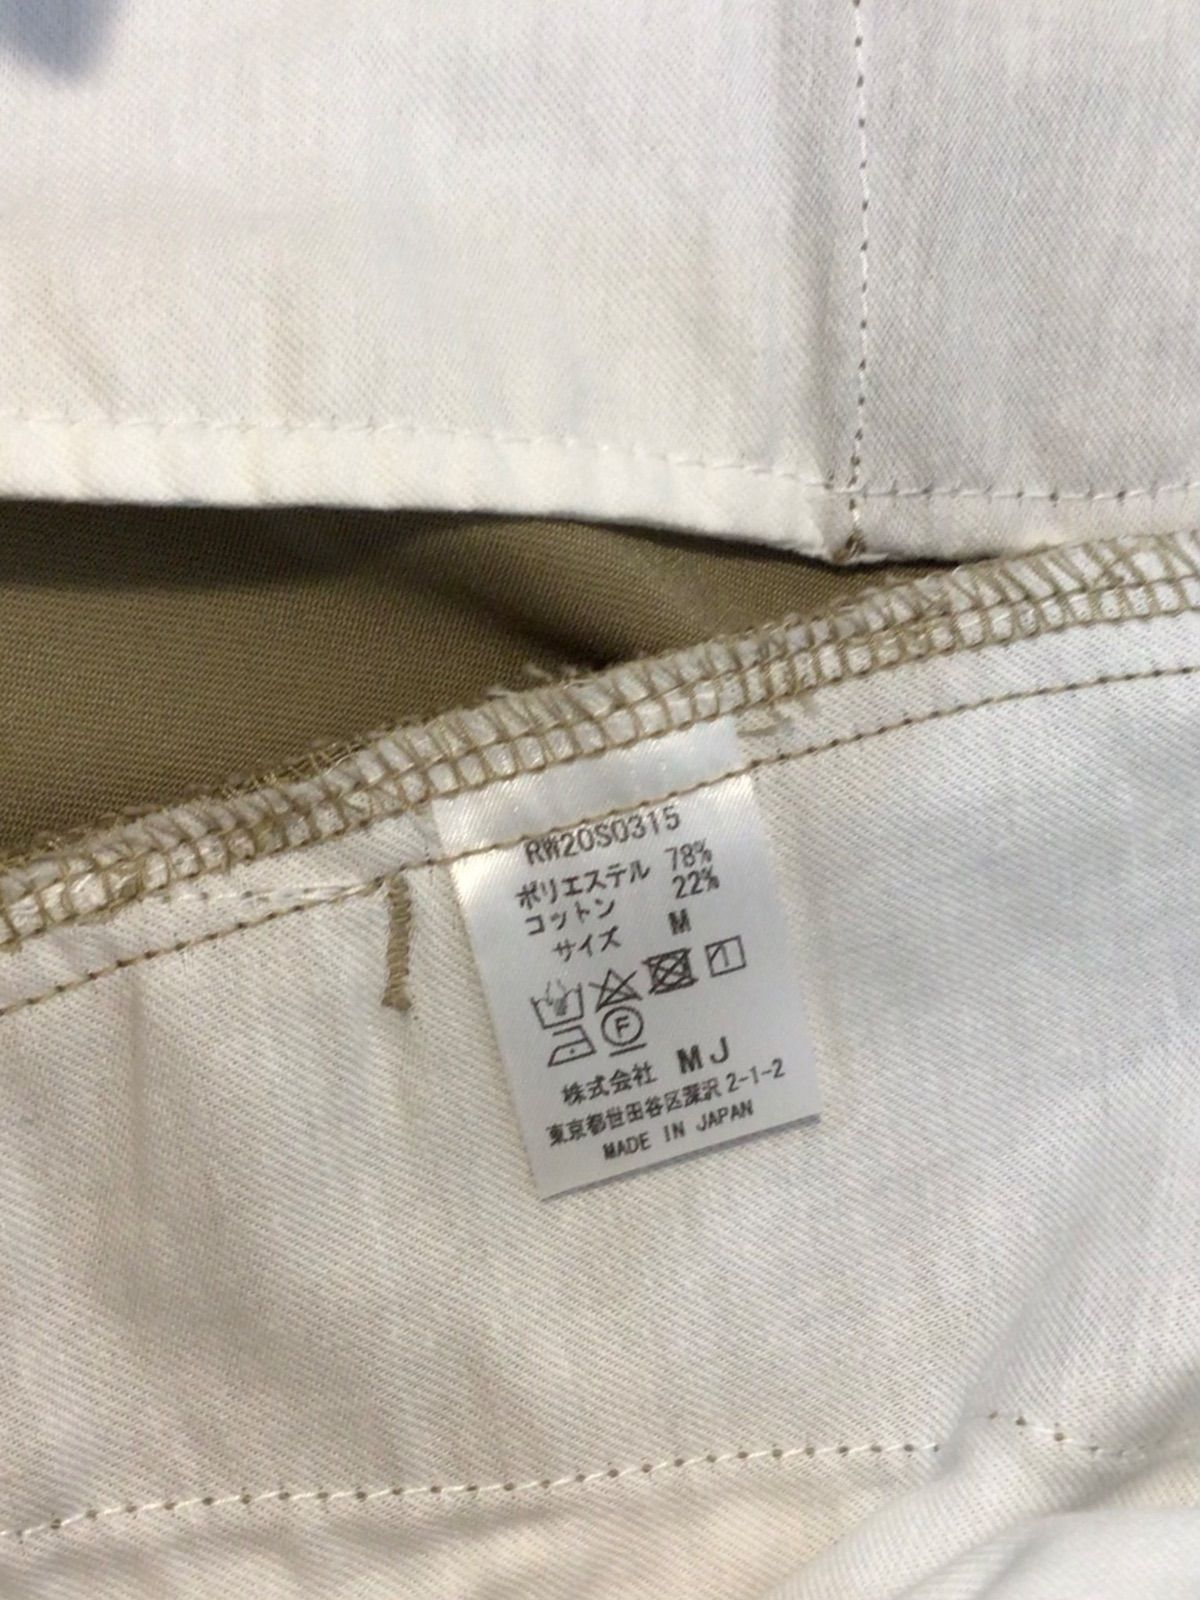 RW20S0315
ポリエステル 78%
コットン 22%
サイズ M
F
株式会社 MJ
東京都世田谷区深沢2-1-2
MADE IN JAPAN